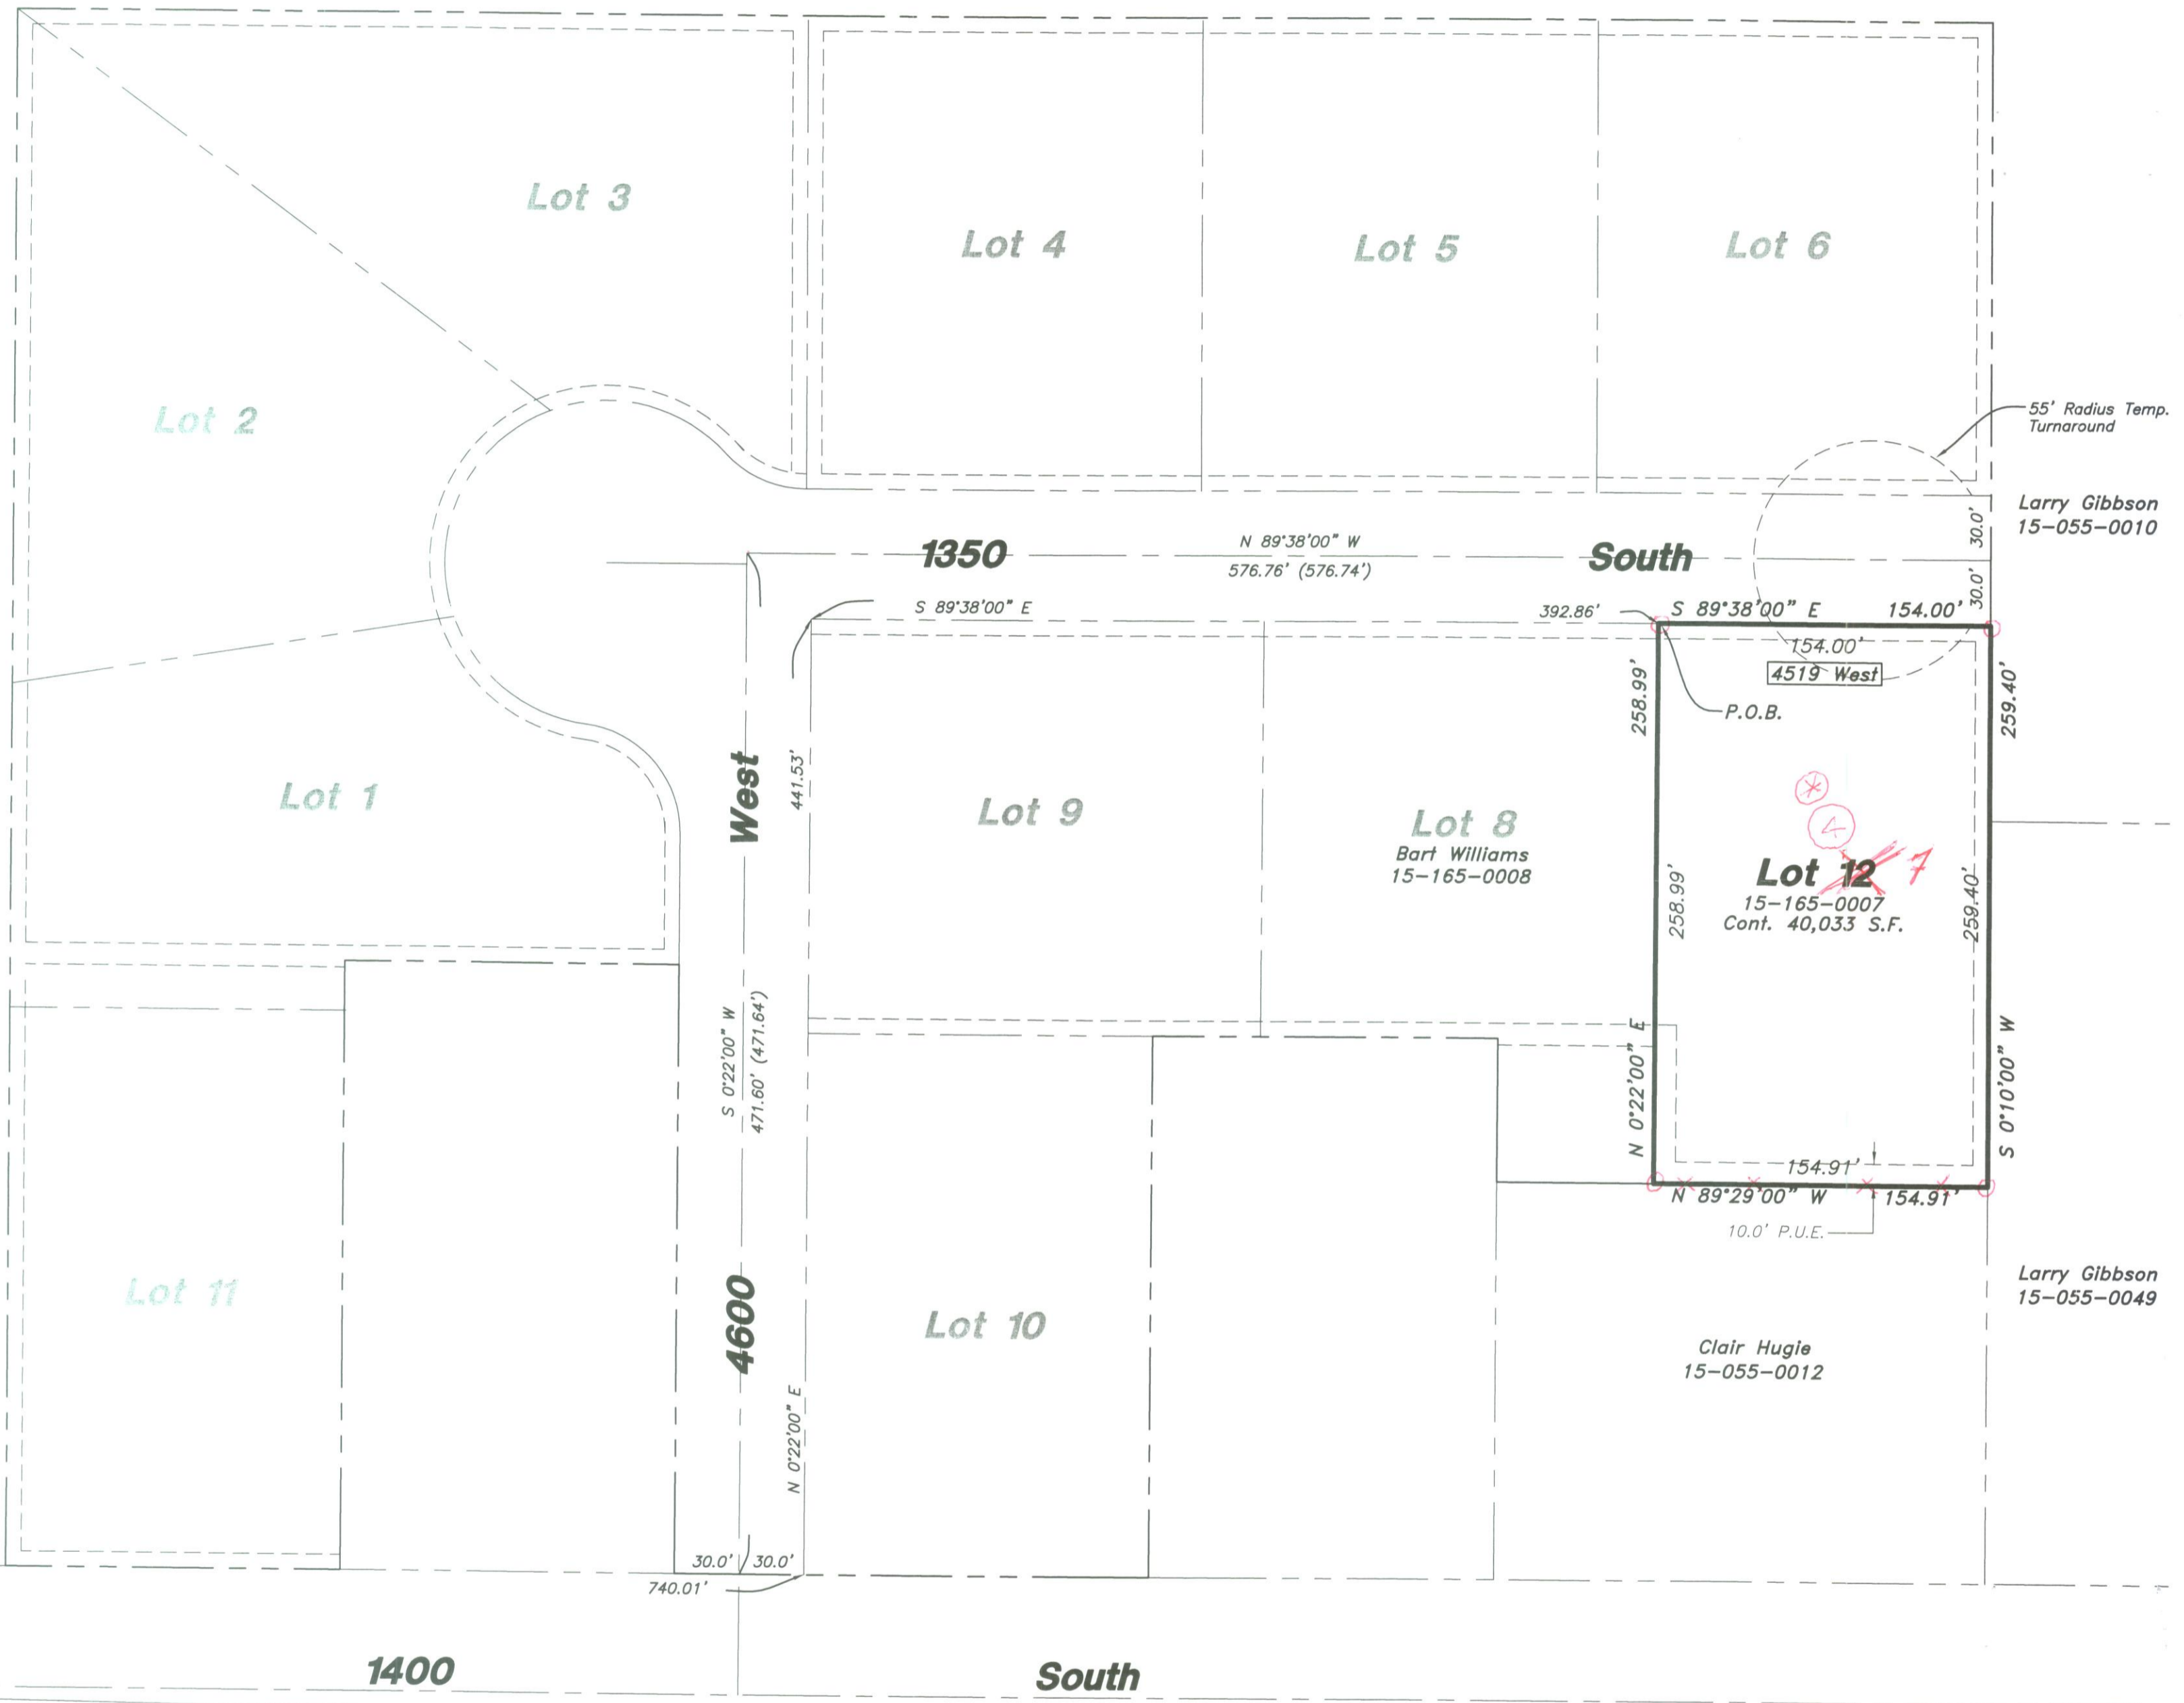 Lot 3
Lot 4
Lot 5
Lot 6
Lot 2
55' Radius Temp.
Turnaround
Larry Gibbson
15-055-0010
30.0'
30.0'
1350 South
N 89°38'00" W
576.76' (576.74')
S 89°38'00" E
392.86'
S 89°38'00" E 154.00'
154.00'
4519 West
P.O.B.
258.99'
259.40'
441.53'
4600 West
Lot 1
Lot 9
Lot 8
Bart Williams
15-165-0008
*
4
Lot 12 7
15-165-0007
Cont. 40,033 S.F.
258.99'
259.40'
S 0°22'00" W
471.60' (471.64')
N 0°22'00" E
S 0°10'00" W
154.91'
N 89°29'00" W 154.91'
10.0' P.U.E.
Lot 11
Lot 10
Larry Gibbson
15-055-0049
Clair Hugie
15-055-0012
N 0°22'00" E
30.0' 30.0'
740.01'
1400 South